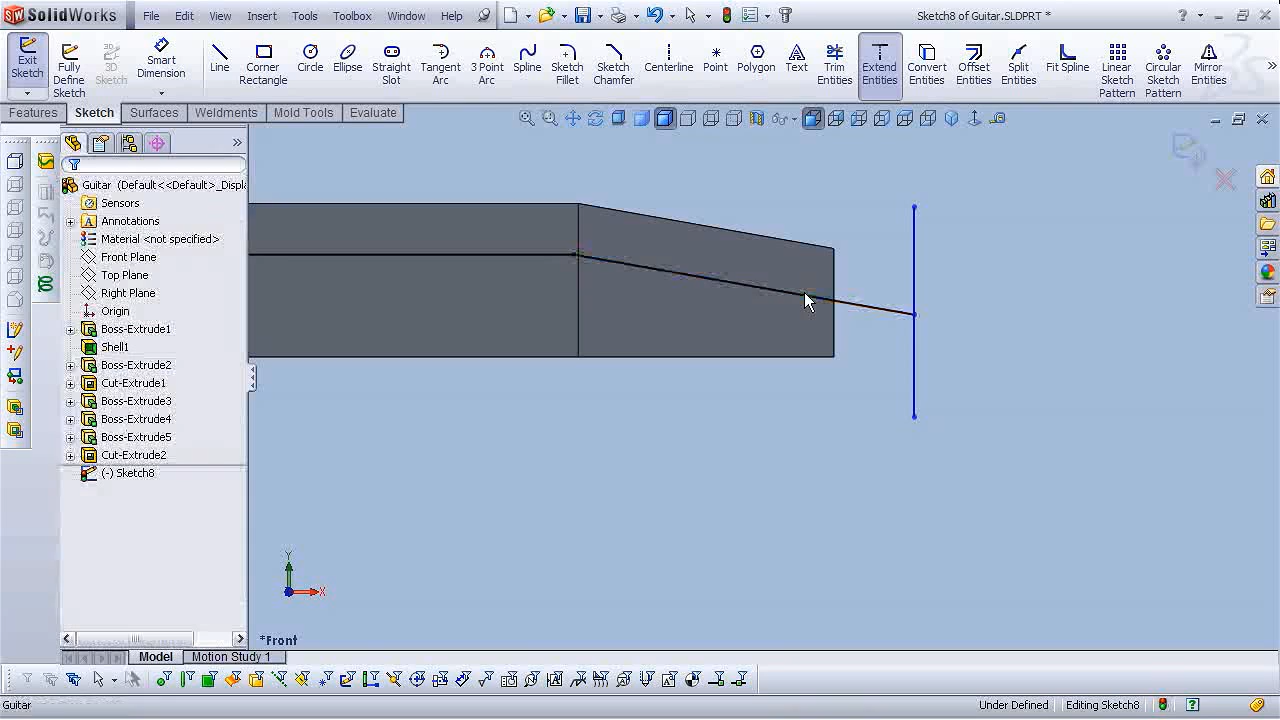 SolidWorks File Edit View Insert Tools Toolbox Window Help Sketch8 of Guitar.SLDPRT *
Exit Sketch Fully Define Sketch 3D Sketch Smart Dimension Line Corner Rectangle Circle Ellipse Straight Slot Tangent Arc 3 Point Arc Spline Sketch Fillet Sketch Chamfer Centerline Point Polygon Text Trim Entities Extend Entities Convert Entities Offset Entities Split Entities Fit Spline Linear Sketch Pattern Circular Sketch Pattern Mirror Entities
Features Sketch Surfaces Weldments Mold Tools Evaluate
Guitar (Default<<Default>_Displ
Sensors
Annotations
Material <not specified>
Front Plane
Top Plane
Right Plane
Origin
Boss-Extrude1
Shell1
Boss-Extrude2
Cut-Extrude1
Boss-Extrude3
Boss-Extrude4
Boss-Extrude5
Cut-Extrude2
(-) Sketch8
Y
X
*Front
Model Motion Study 1
Guitar Under Defined Editing Sketch8